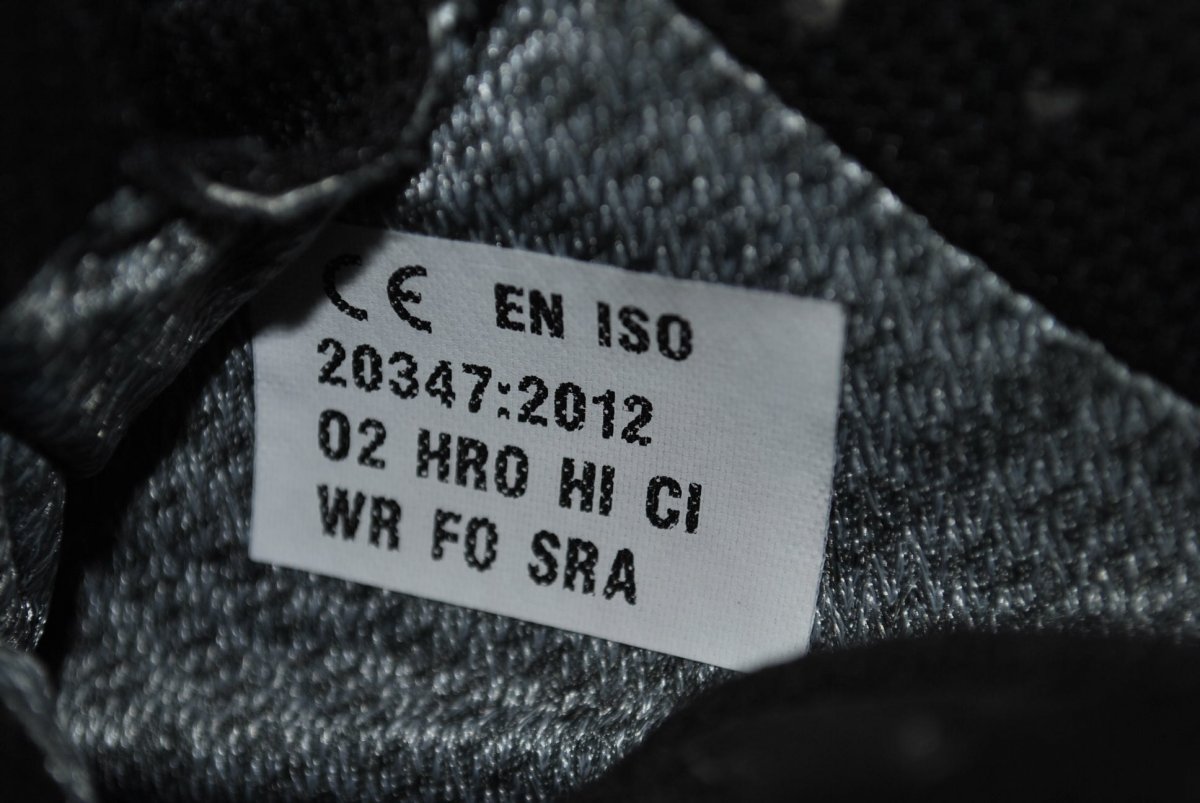 CE EN ISO
20347:2012
O2 HRO HI CI
WR FO SRA